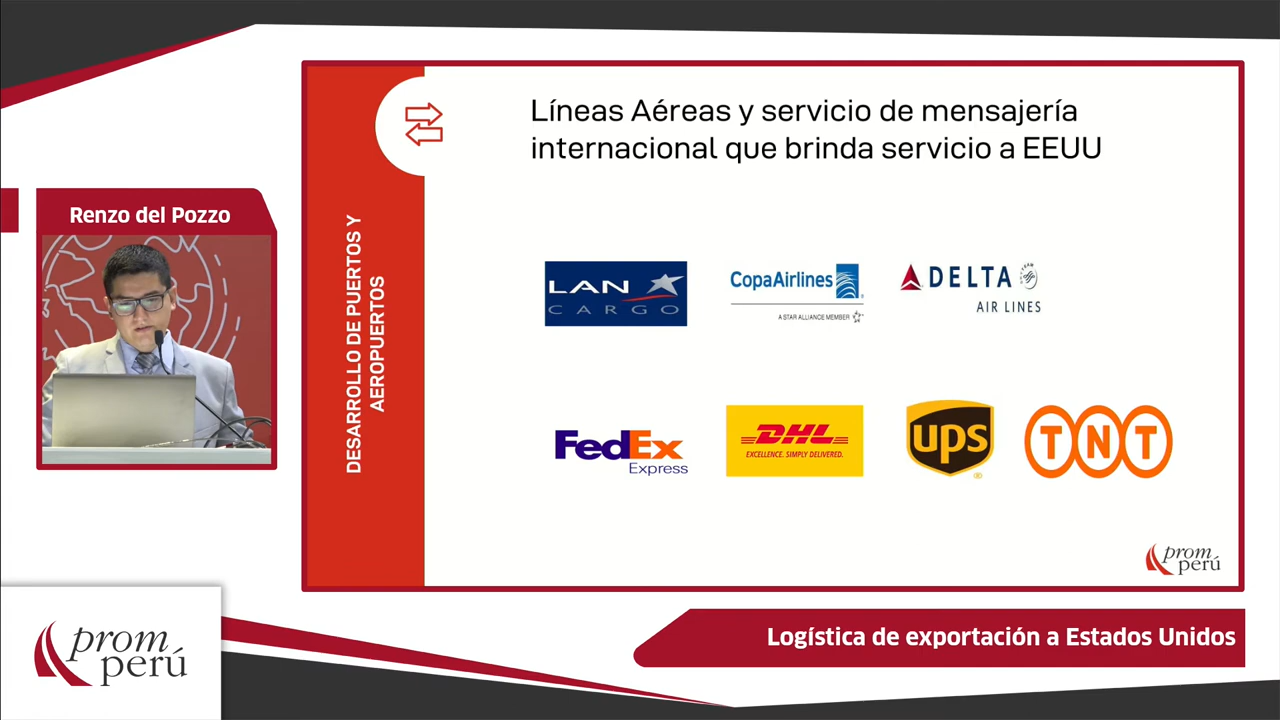 Renzo del Pozzo
DESARROLLO DE PUERTOS Y
AEROPUERTOS
Líneas Aéreas y servicio de mensajería
internacional que brinda servicio a EEUU
LAN
CARGO
CopaAirlines
A STAR ALLIANCE MEMBER
DELTA
AIR LINES
FedEx
Express
DHL
EXCELLENCE. SIMPLY DELIVERED.
ups
TNT
prom
perú
Logística de exportación a Estados Unidos
prom
perú